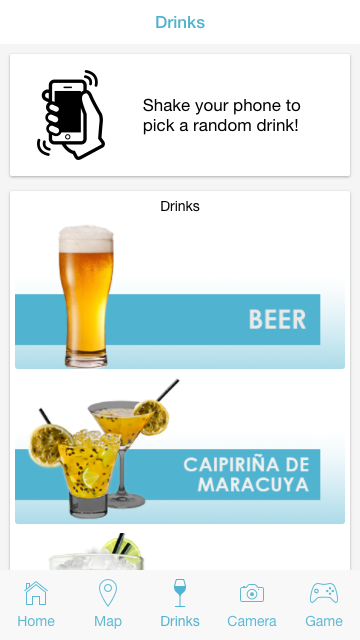 Drinks
Shake your phone to
pick a random drink!
Drinks
BEER
CAIPIRIÑA DE
MARACUYA
Home
Map
Drinks
Camera
Game